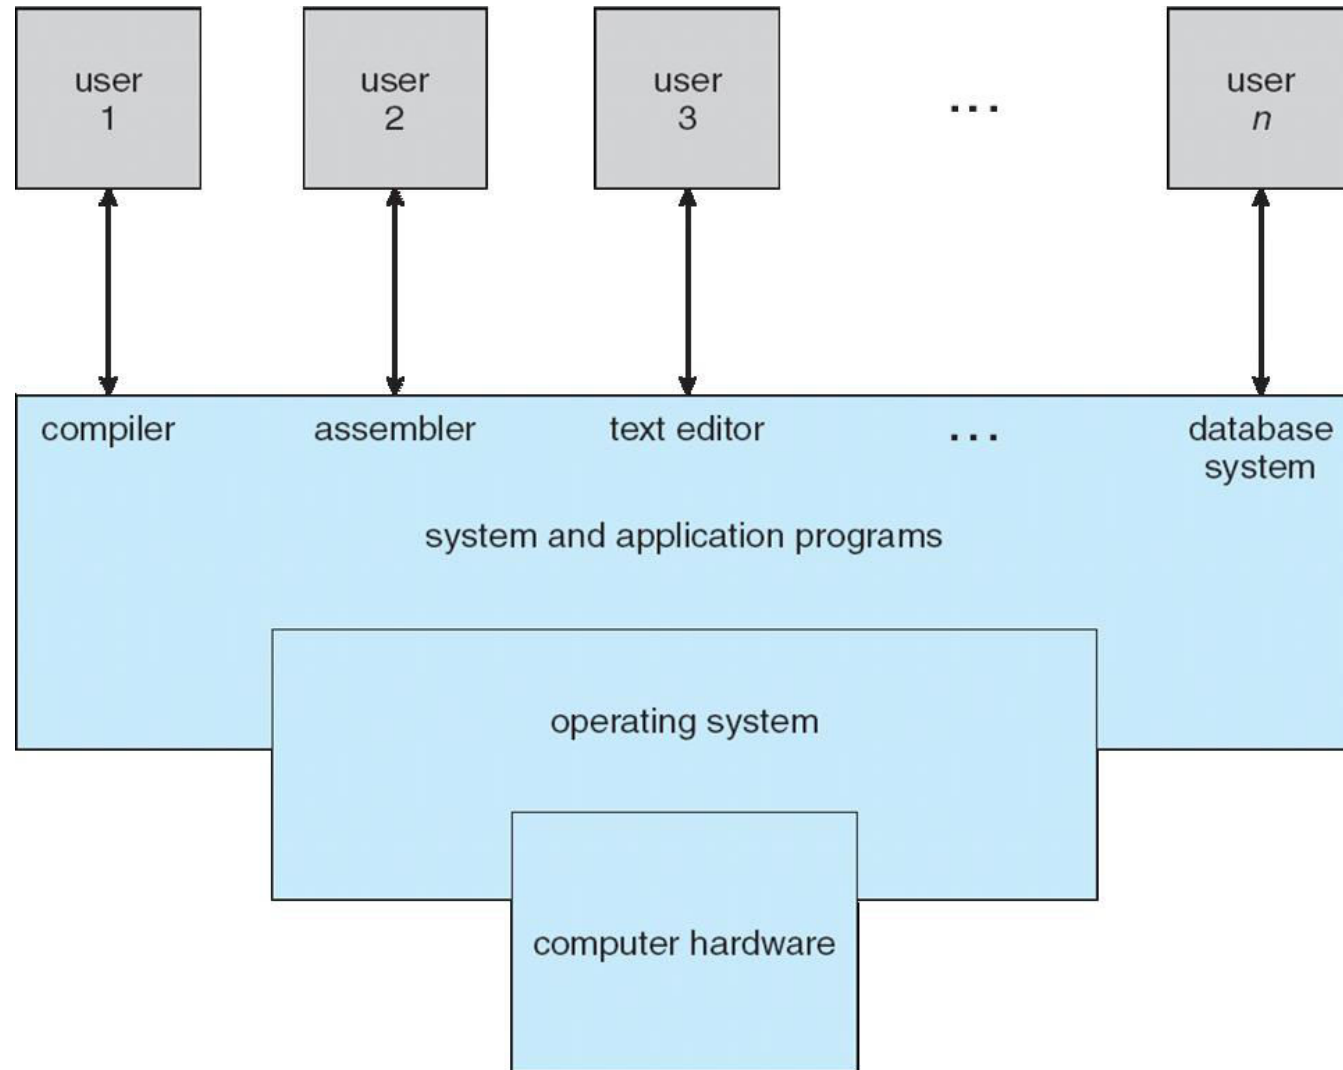 user
1
user
2
user
3
...
user
n
compiler
assembler
text editor
...
database
system
system and application programs
operating system
computer hardware